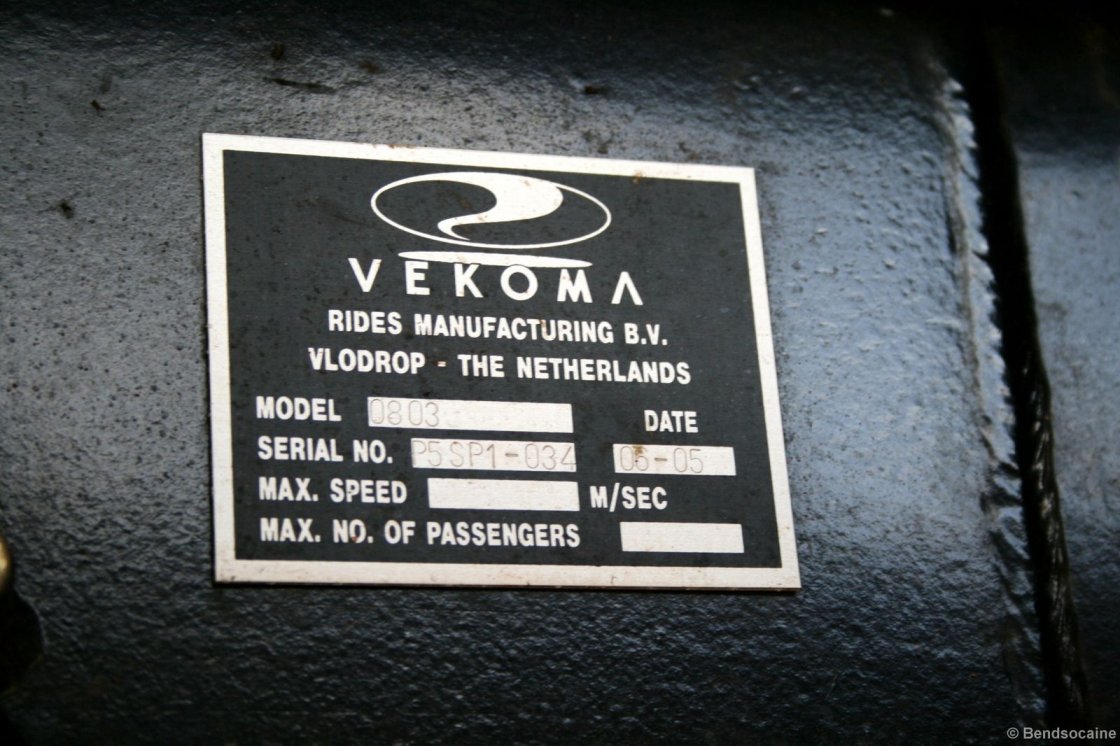 VEKOMA
RIDES MANUFACTURING B.V.
VLODROP - THE NETHERLANDS
MODEL 0803 DATE
SERIAL NO. P5SP1-034 06-05
MAX. SPEED M/SEC
MAX. NO. OF PASSENGERS
© Bendsocaine